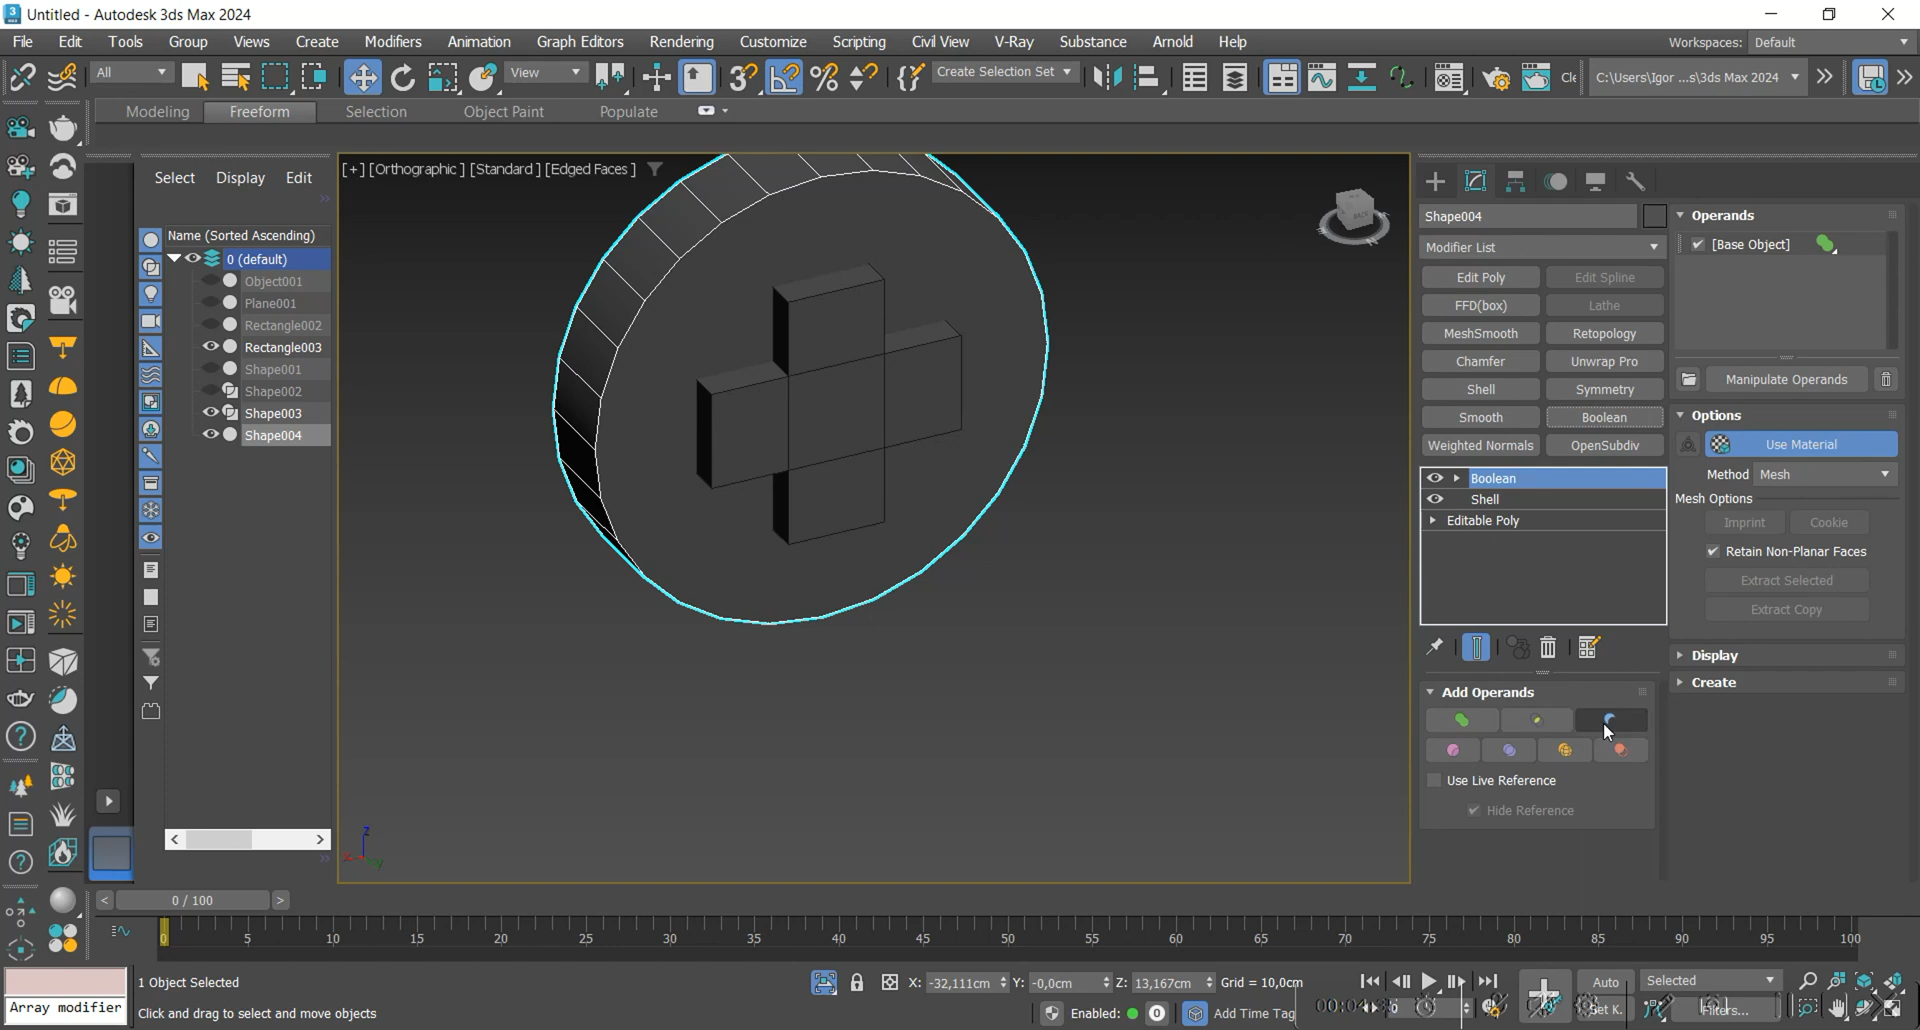 Untitled - Autodesk 3ds Max 2024
File Edit Tools Group Views Create Modifiers Animation Graph Editors Rendering Customize Scripting Civil View V-Ray Substance Arnold Help Workspaces: Default
All View Create Selection Set Cle C:\Users\Igor ...s\3ds Max 2024
Modeling Freeform Selection Object Paint Populate
Select Display Edit
Name (Sorted Ascending)
0 (default)
Object001
Plane001
Rectangle002
Rectangle003
Shape001
Shape002
Shape003
Shape004
[+] [Orthographic ] [Standard ] [Edged Faces ]
BACK
z
x
y
Shape004
Modifier List
Edit Poly Edit Spline
FFD(box) Lathe
MeshSmooth Retopology
Chamfer Unwrap Pro
Shell Symmetry
Smooth Boolean
Weighted Normals OpenSubdiv
Boolean
Shell
Editable Poly
Add Operands
Use Live Reference
Hide Reference
Operands
[Base Object]
Manipulate Operands
Options
Use Material
Method Mesh
Mesh Options
Imprint Cookie
Retain Non-Planar Faces
Extract Selected
Extract Copy
Display
Create
< 0 / 100 >
0 5 10 15 20 25 30 35 40 45 50 55 60 65 70 75 80 85 90 95 100
1 Object Selected X: -32,111cm Y: -0,0cm Z: 13,167cm Grid = 10,0cm Auto Selected
Array modifier Click and drag to select and move objects Enabled: 0 Add Time Tag 0 Set K. Filters...